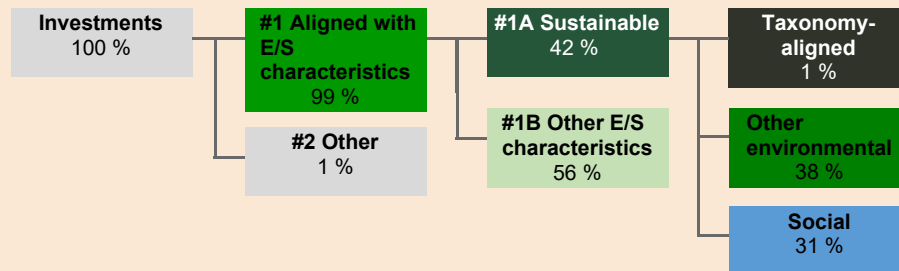 Investments
100 %
#1 Aligned with
E/S
characteristics
99 %
#2 Other
1 %
#1A Sustainable
42 %
#1B Other E/S
characteristics
56 %
Taxonomy-
aligned
1 %
Other
environmental
38 %
Social
31 %